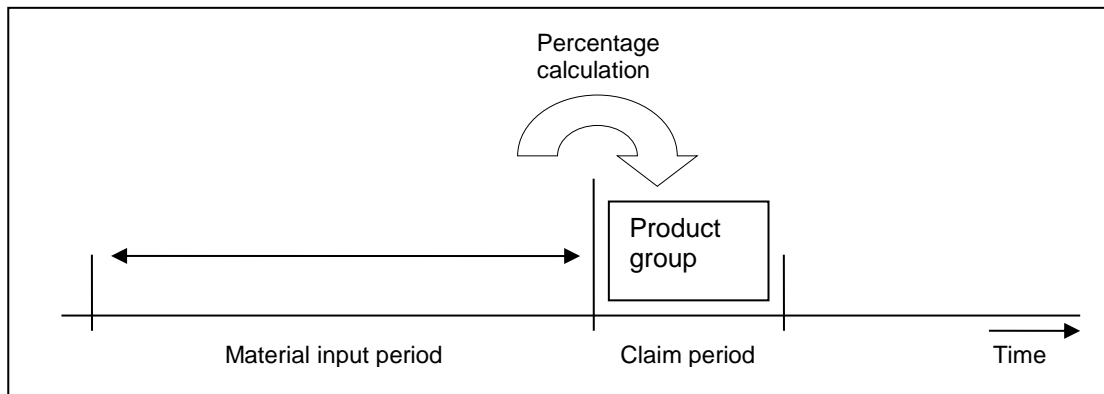 Percentage
calculation
Product
group
Material input period
Claim period
Time